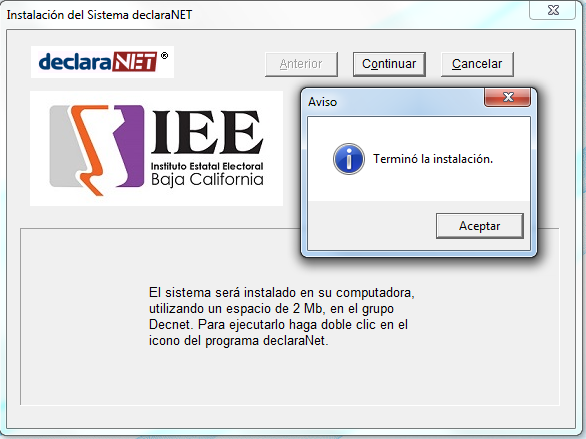 Instalación del Sistema declaraNET
declaraNET®
Anterior
Continuar
Cancelar
IEE
Instituto Estatal Electoral
Baja California
Aviso
Terminó la instalación.
Aceptar
El sistema será instalado en su computadora,
utilizando un espacio de 2 Mb, en el grupo
Decnet. Para ejecutarlo haga doble clic en el
icono del programa declaraNet.